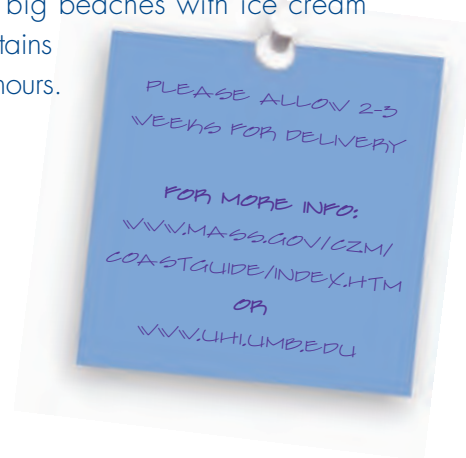 big beaches with ice cream
tains
hours.
PLEASE ALLOW 2-3
WEEKS FOR DELIVERY
FOR MORE INFO:
WWW.MASS.GOV/CZM/
COASTGUIDE/INDEX.HTM
OR
WWW.UHI.UMB.EDU